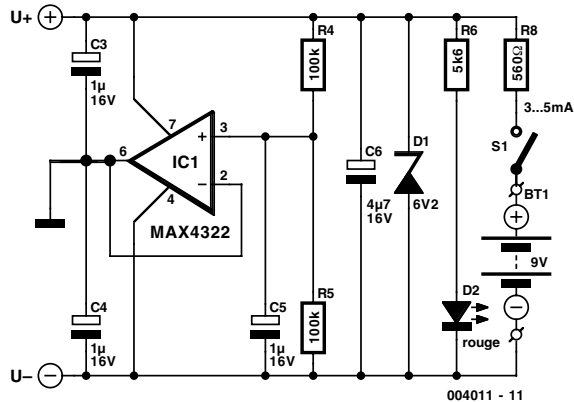 U+
+
C3
1µ
16V
R4
100k
R6
5k6
R8
560Ω
3...5mA
S1
BT1
+
9V
−
7
6
IC1
+
3
−
2
4
MAX4322
C6
4µ7
16V
D1
6V2
D2
rouge
C4
1µ
16V
C5
1µ
16V
R5
100k
U−
−
004011 - 11